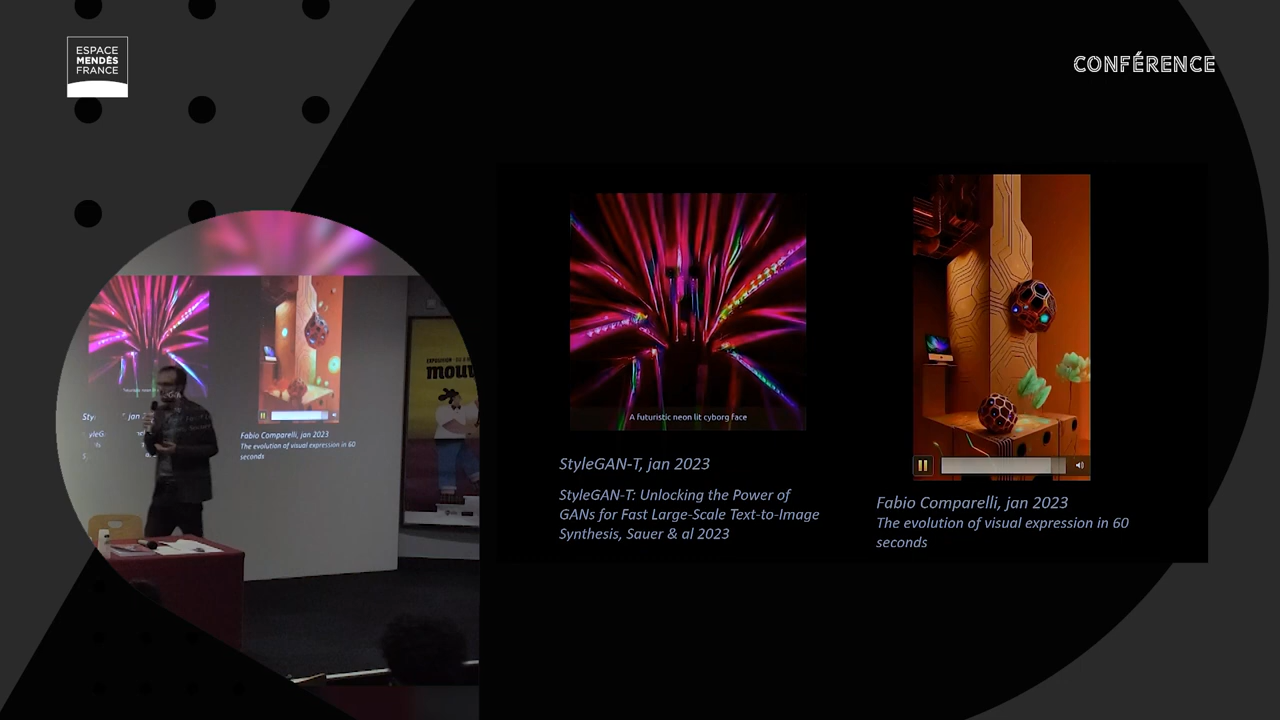 ESPACE
MENDÈS
FRANCE
CONFÉRENCE
A futuristic neon lit cyborg face
StyleGAN-T, jan 2023
StyleGAN-T: Unlocking the Power of
GANs for Fast Large-Scale Text-to-Image
Synthesis, Sauer & al 2023
Fabio Comparelli, jan 2023
The evolution of visual expression in 60
seconds
Fabio Comparelli, jan 2023
The evolution of visual expression in 60
seconds